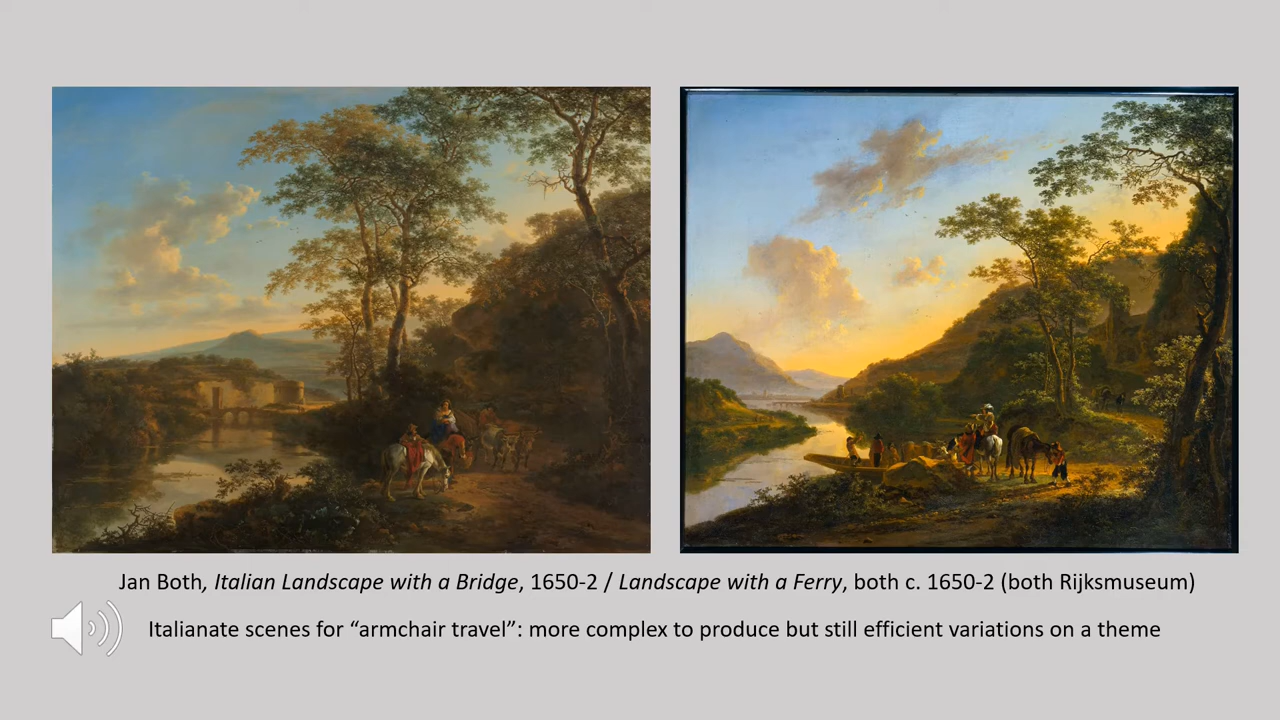 Jan Both, Italian Landscape with a Bridge, 1650-2 / Landscape with a Ferry, both c. 1650-2 (both Rijksmuseum)
Italianate scenes for “armchair travel”: more complex to produce but still efficient variations on a theme